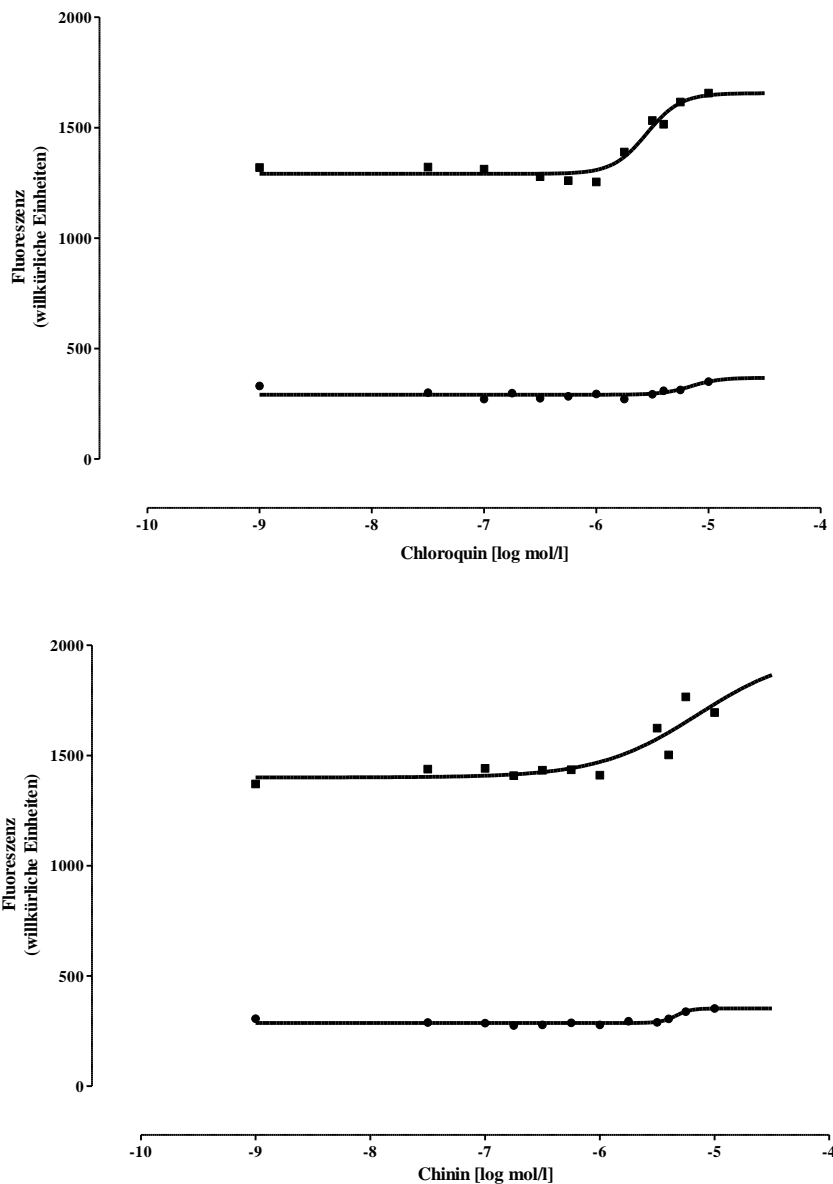 2000
1500
1000
500
0
Fluoreszenz
(willkürliche Einheiten)
-10 -9 -8 -7 -6 -5 -4
Chloroquin [log mol/l]
2000
1500
1000
500
0
Fluoreszenz
(willkürliche Einheiten)
-10 -9 -8 -7 -6 -5 -4
Chinin [log mol/l]